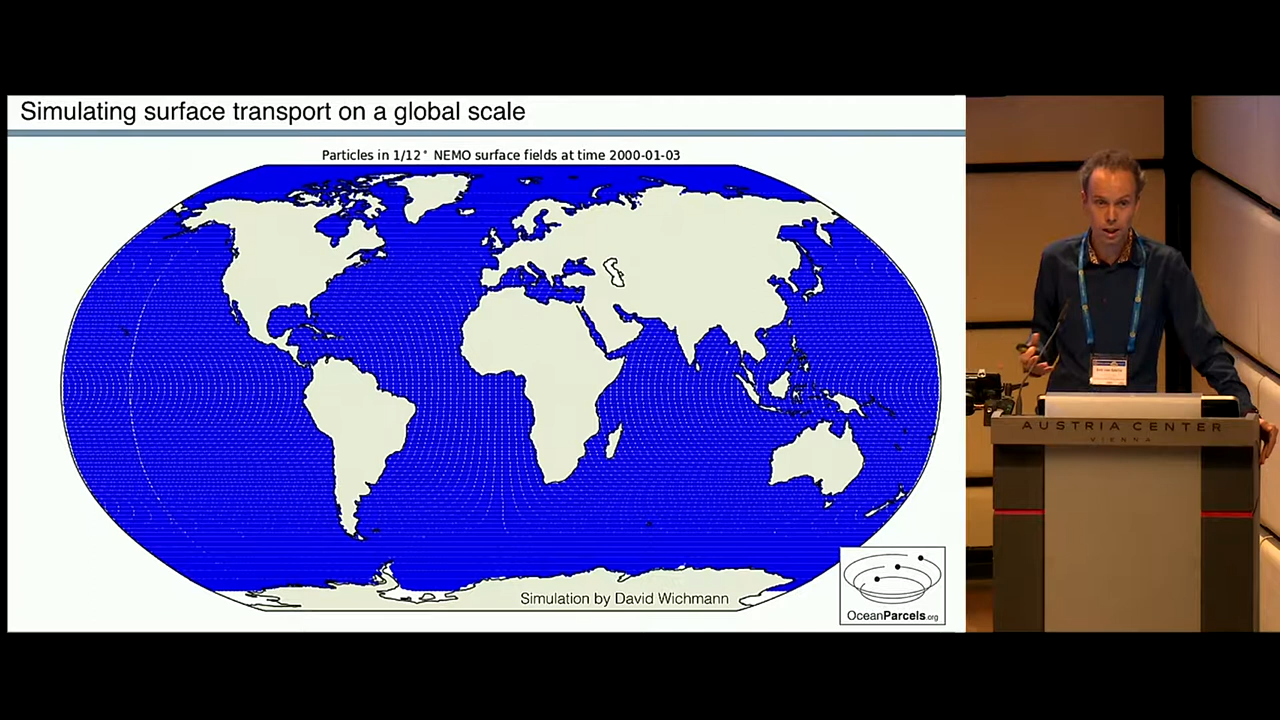 Simulating surface transport on a global scale
Particles in 1/12° NEMO surface fields at time 2000-01-03
Simulation by David Wichmann
OceanParcels.org
AUSTRIA CENTER
VIENNA